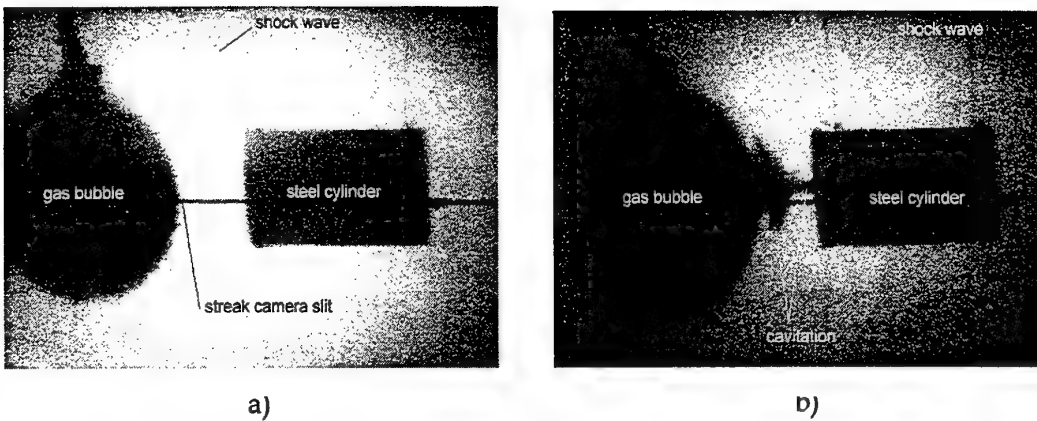 shock wave
gas bubble
steel cylinder
streak camera slit
a)
shock wave
gas bubble
steel cylinder
cavitation
b)